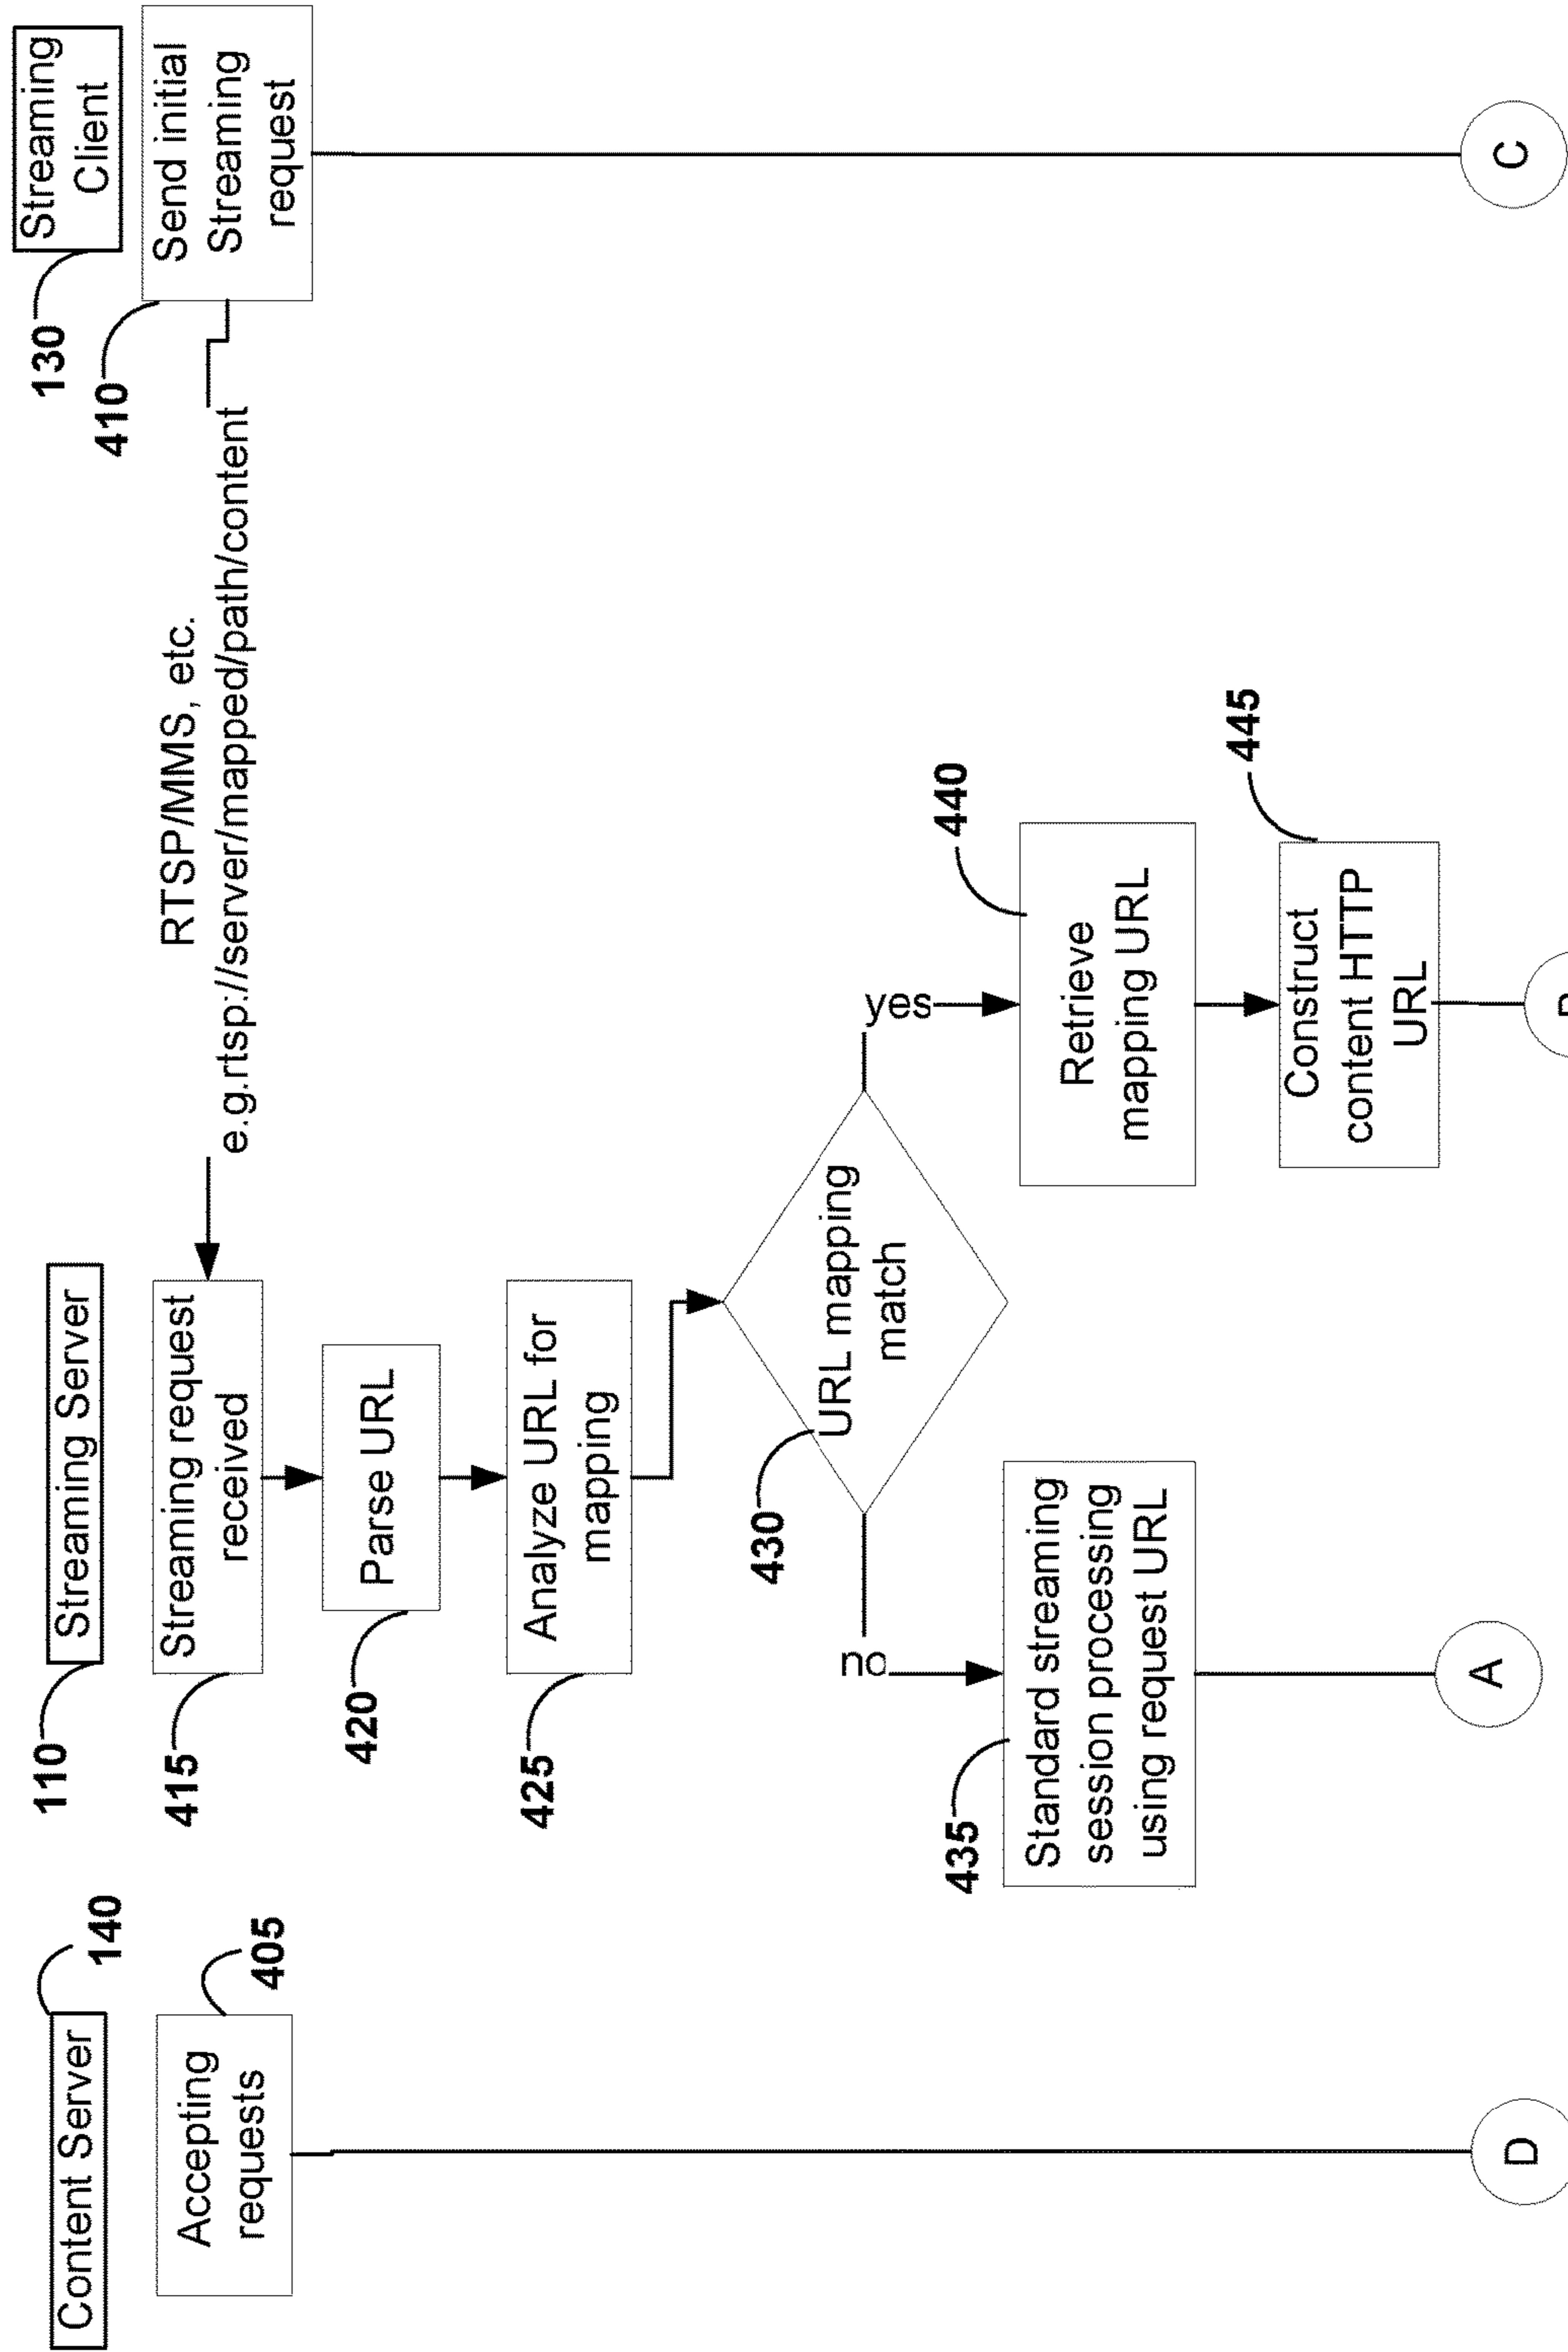 Content Server
140
110
Streaming Server
130
Streaming
Client
Accepting
requests
405
415
Streaming request
received
RTSP/MMS, etc.
e.g.rtsp://server/mapped/path/content
410
Send initial
Streaming
request
420
Parse URL
425
Analyze URL for
mapping
430
URL mapping
match
no
yes
435
Standard streaming
session processing
using request URL
440
Retrieve
mapping URL
445
Construct
content HTTP
URL
D
A
C